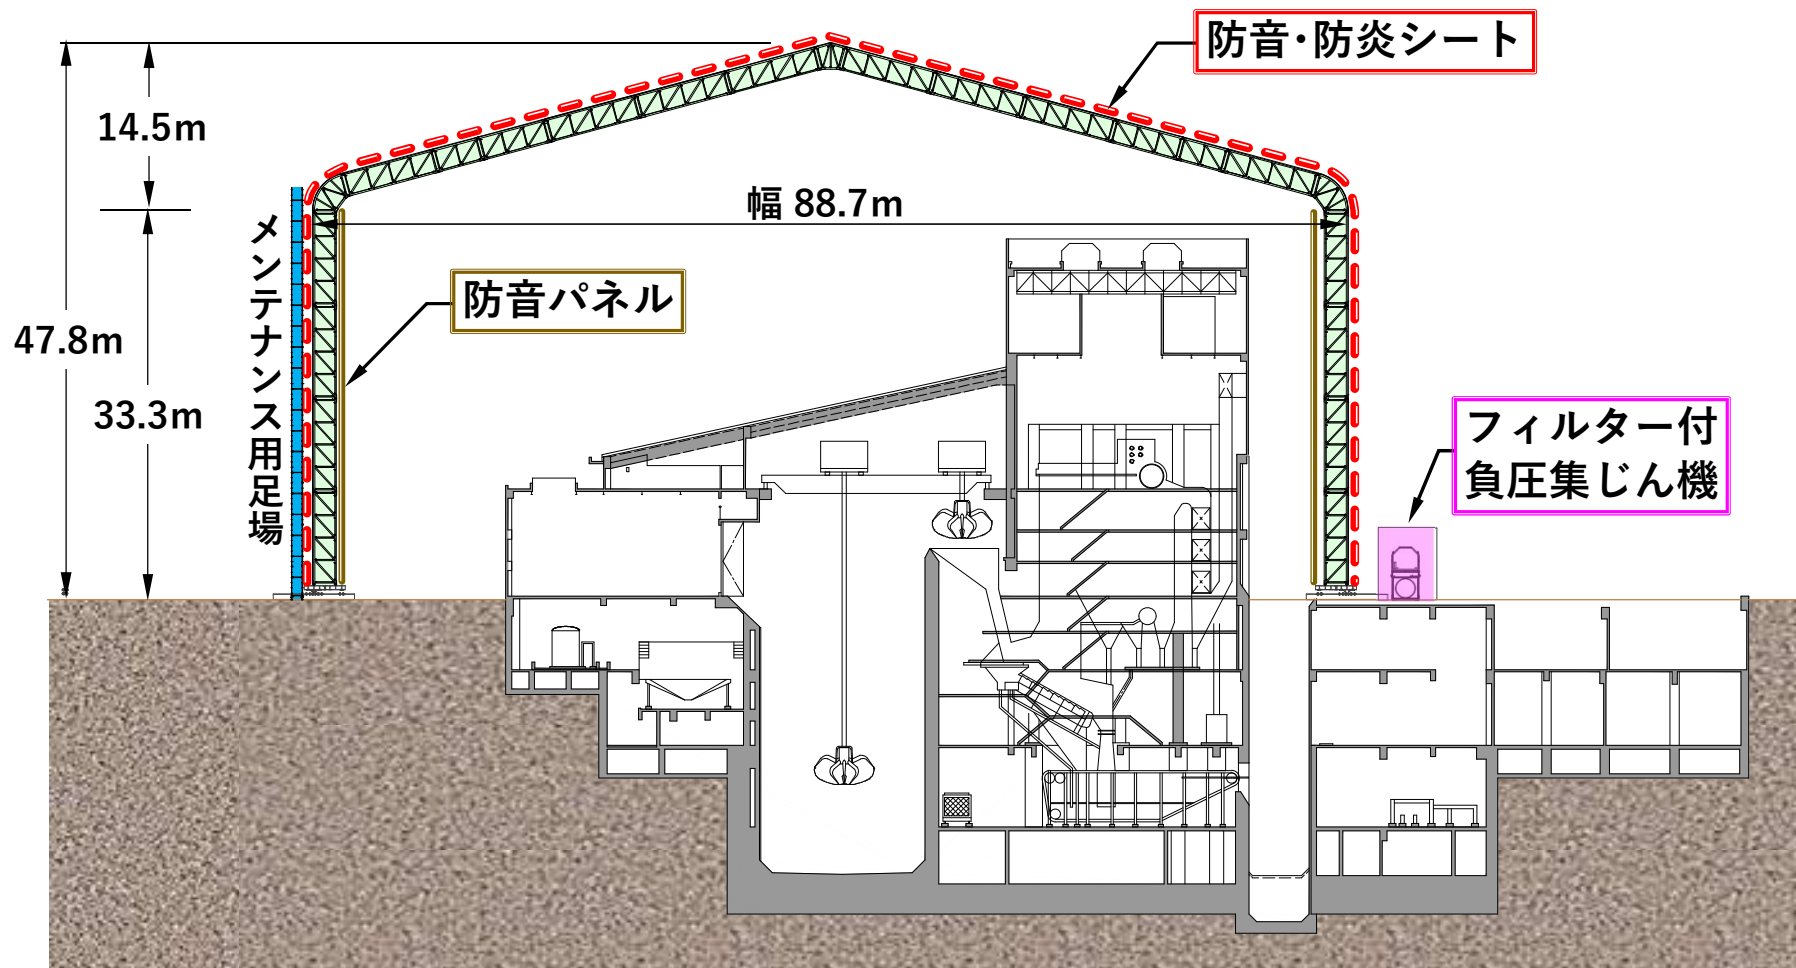 防音・防炎シート
14.5m
幅 88.7m
メンテナンス用足場
防音パネル
47.8m
33.3m
フィルター付
負圧集じん機